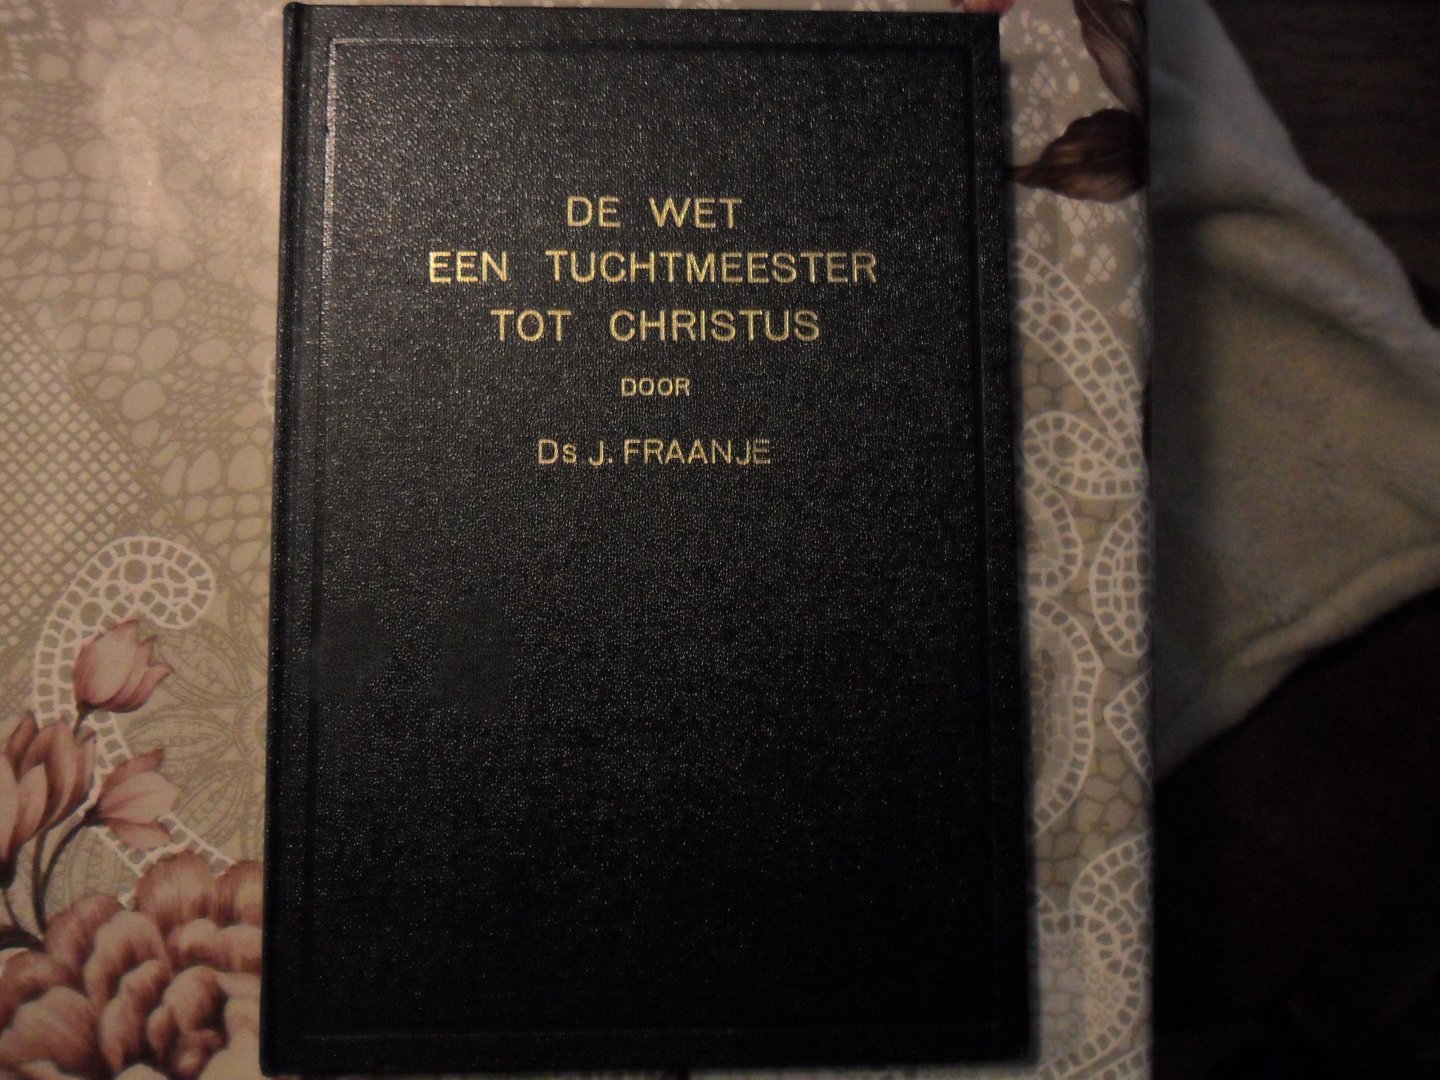 DE WET
EEN TUCHTMEESTER
TOT CHRISTUS
DOOR
Ds J. FRAANJE